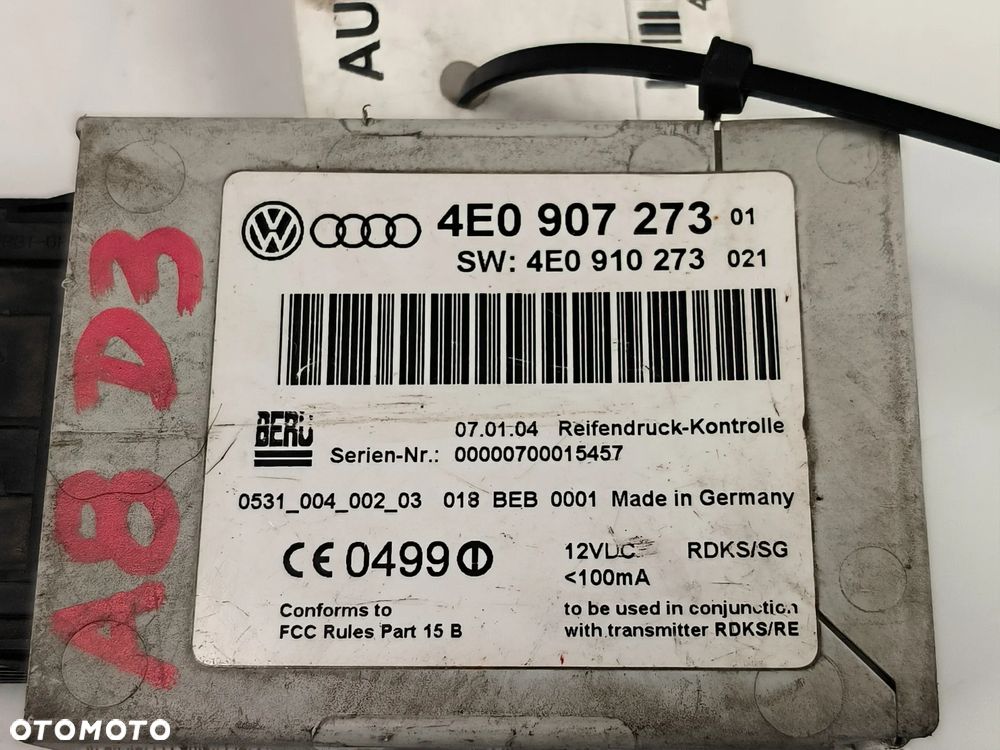 AU
4E0 907 273 01
SW: 4E0 910 273 021
BERU
07.01.04 Reifendruck-Kontrolle
Serien-Nr.: 00000700015457
0531_004_002_03 018 BEB 0001 Made in Germany
CE 0499
12VDC RDKS/SG
<100mA
Conforms to
FCC Rules Part 15 B
to be used in conjunction
with transmitter RDKS/RE
A8 D3
OTOMOTO